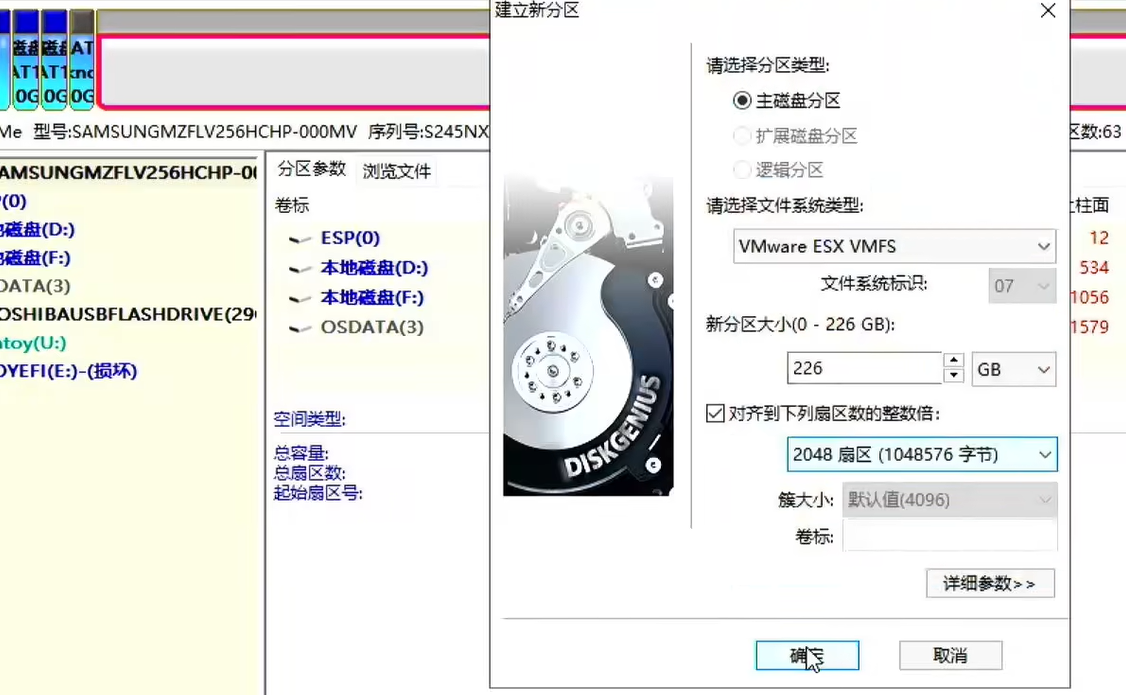 建立新分区
磁盘 磁盘 AT
AT1 AT1 knc
0G 0G 0G
Me 型号:SAMSUNGMZFLV256HCHP-000MV 序列号:S245NX
区数:63
AMSUNGMZFLV256HCHP-00
P(0)
地磁盘(D:)
地磁盘(F:)
DATA(3)
OSHIBAUSBFLASHDRIVE(29
ntoy(U:)
OYEFI(E:)-(损坏)
分区参数 浏览文件
卷标
ESP(0)
本地磁盘(D:)
本地磁盘(F:)
OSDATA(3)
空间类型:
总容量:
总扇区数:
起始扇区号:
请选择分区类型:
主磁盘分区
扩展磁盘分区
逻辑分区
请选择文件系统类型:
VMware ESX VMFS
文件系统标识: 07
新分区大小(0 - 226 GB):
226 GB
对齐到下列扇区数的整数倍:
2048 扇区 (1048576 字节)
簇大小: 默认值(4096)
卷标:
详细参数>>
确定 取消
DISKGENIUS
止柱面
12
534
1056
1579